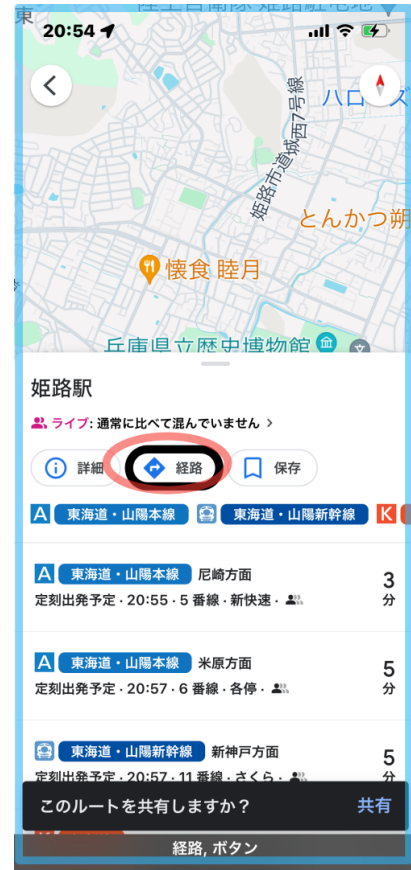 東
20:54
姫路市道城西7号線
とんかつ朔
懐食 睦月
兵庫県立歴史博物館
姫路駅
ライブ: 通常に比べて混んでいません >
詳細 経路 保存
A 東海道・山陽本線 東海道・山陽新幹線 K
A 東海道・山陽本線 尼崎方面
3
定刻出発予定・20:55・5 番線・新快速・
分
A 東海道・山陽本線 米原方面
5
定刻出発予定・20:57・6 番線・各停・
分
東海道・山陽新幹線 新神戸方面
5
定刻出発予定・20:57・11 番線・さくら・
分
このルートを共有しますか？ 共有
経路, ボタン